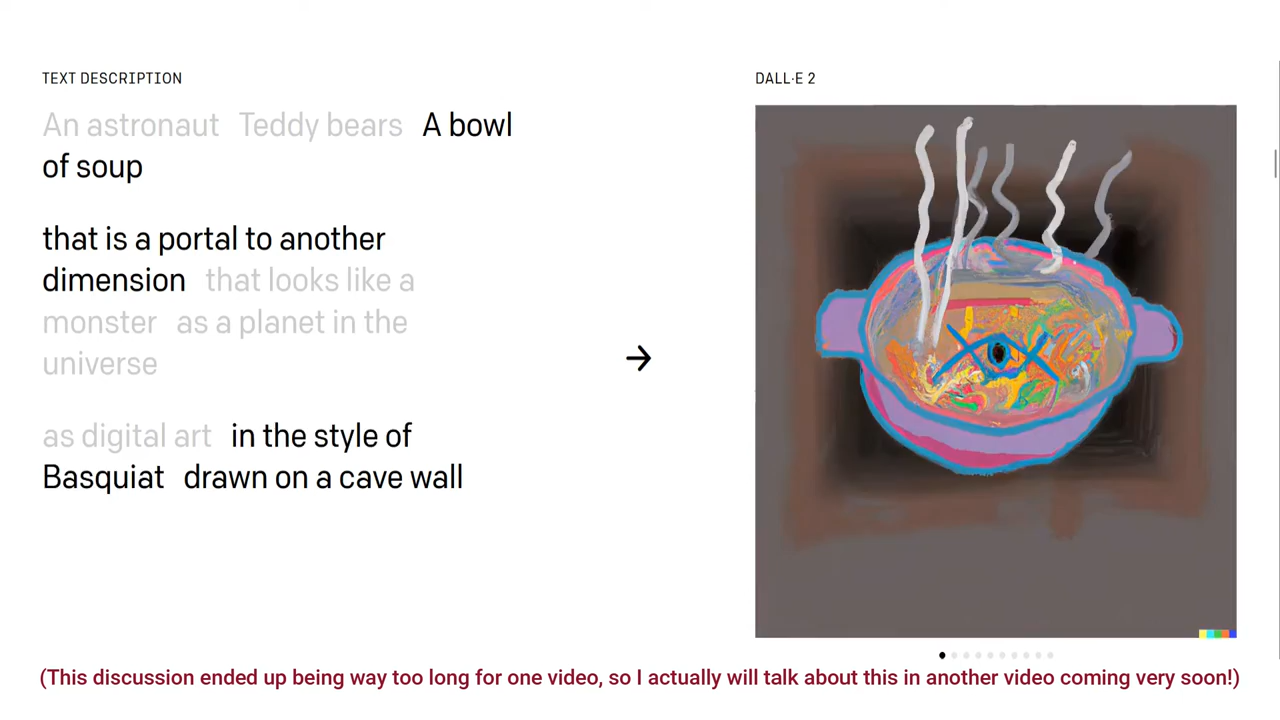 TEXT DESCRIPTION
An astronaut Teddy bears A bowl
of soup
that is a portal to another
dimension that looks like a
monster as a planet in the
universe
as digital art in the style of
Basquiat drawn on a cave wall
DALL·E 2
(This discussion ended up being way too long for one video, so I actually will talk about this in another video coming very soon!)